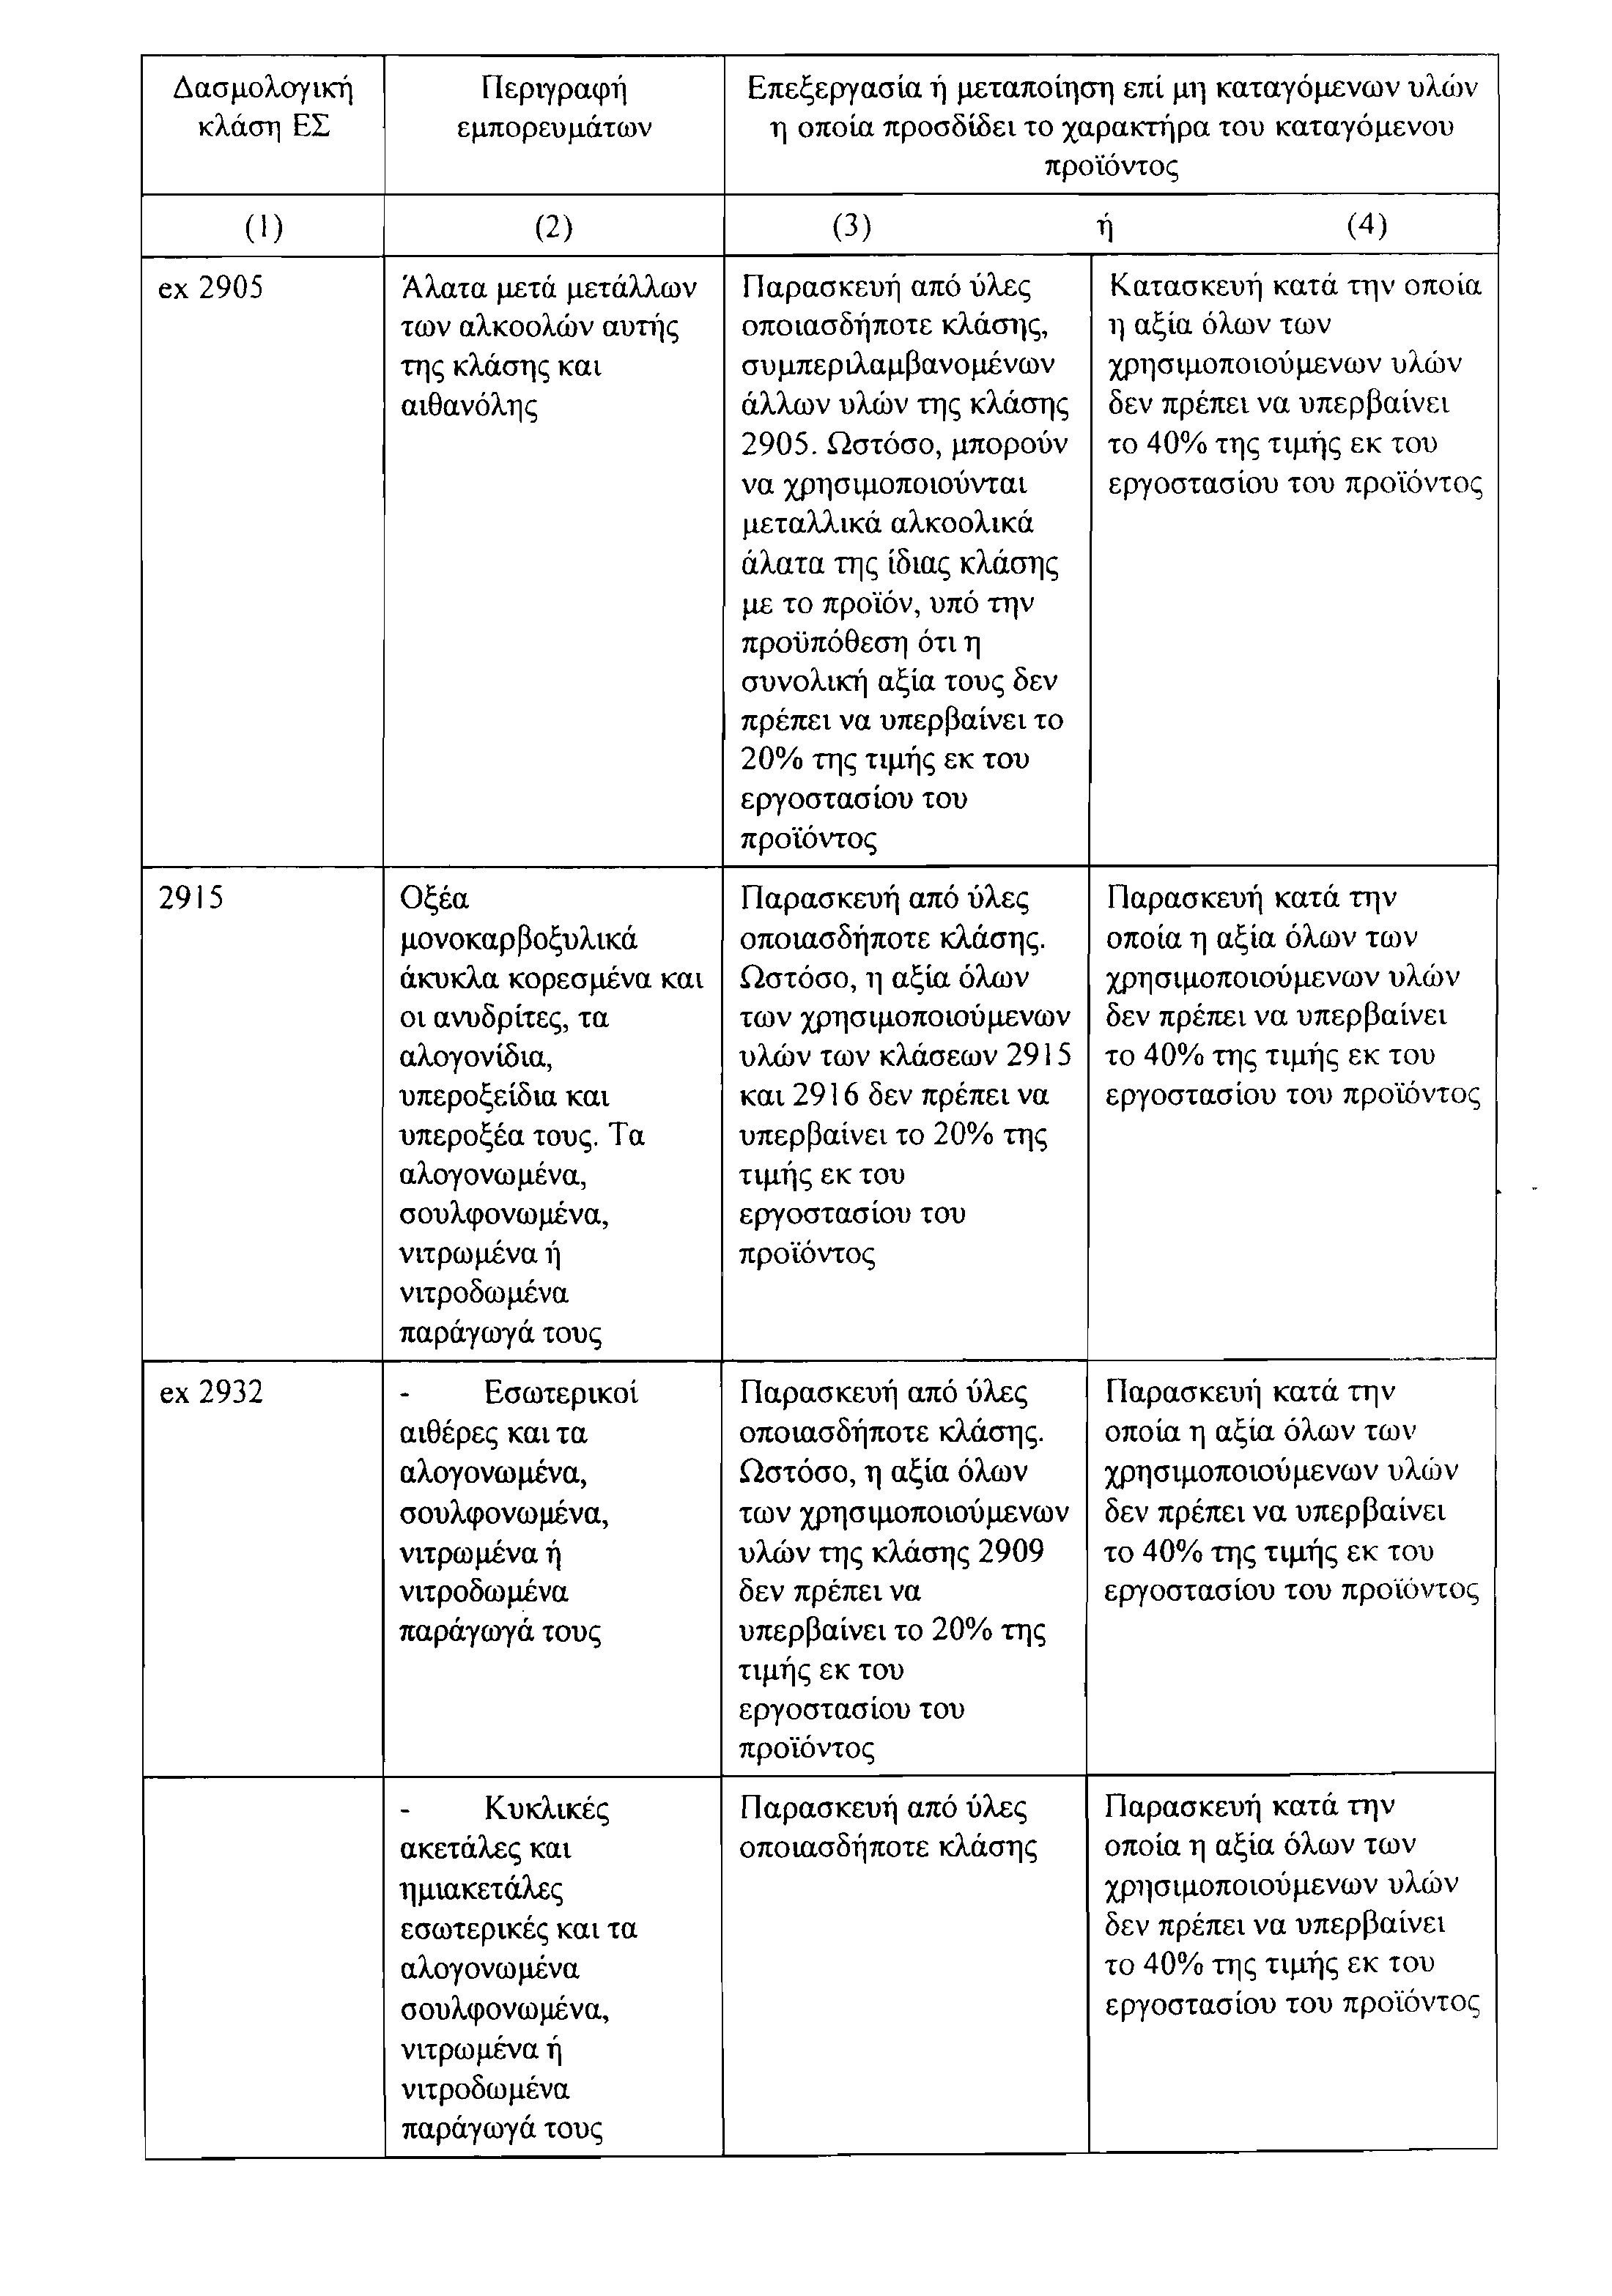 Δασμολογική
κλάση ΕΣ
Περιγραφή
εμπορευμάτων
Επεξεργασία ή μεταποίηση επί μη καταγόμενων υλών
η οποία προσδίδει το χαρακτήρα του καταγόμενου
προϊόντος
(1)
(2)
(3) ή (4)
ex 2905
Άλατα μετά μετάλλων
των αλκοολών αυτής
της κλάσης και
αιθανόλης
Παρασκευή από ύλες
οποιασδήποτε κλάσης,
συμπεριλαμβανομένων
άλλων υλών της κλάσης
2905. Ωστόσο, μπορούν
να χρησιμοποιούνται
μεταλλικά αλκοολικά
άλατα της ίδιας κλάσης
με το προϊόν, υπό την
προϋπόθεση ότι η
συνολική αξία τους δεν
πρέπει να υπερβαίνει το
20% της τιμής εκ του
εργοστασίου του
προϊόντος
Κατασκευή κατά την οποία
η αξία όλων των
χρησιμοποιούμενων υλών
δεν πρέπει να υπερβαίνει
το 40% της τιμής εκ του
εργοστασίου του προϊόντος
2915
Οξέα
μονοκαρβοξυλικά
άκυκλα κορεσμένα και
οι ανυδρίτες, τα
αλογονίδια,
υπεροξείδια και
υπεροξέα τους. Τα
αλογονωμένα,
σουλφονωμένα,
νιτρωμένα ή
νιτροδωμένα
παράγωγά τους
Παρασκευή από ύλες
οποιασδήποτε κλάσης.
Ωστόσο, η αξία όλων
των χρησιμοποιούμενων
υλών των κλάσεων 2915
και 2916 δεν πρέπει να
υπερβαίνει το 20% της
τιμής εκ του
εργοστασίου του
προϊόντος
Παρασκευή κατά την
οποία η αξία όλων των
χρησιμοποιούμενων υλών
δεν πρέπει να υπερβαίνει
το 40% της τιμής εκ του
εργοστασίου του προϊόντος
ex 2932
- Εσωτερικοί
αιθέρες και τα
αλογονωμένα,
σουλφονωμένα,
νιτρωμένα ή
νιτροδωμένα
παράγωγά τους
Παρασκευή από ύλες
οποιασδήποτε κλάσης.
Ωστόσο, η αξία όλων
των χρησιμοποιούμενων
υλών της κλάσης 2909
δεν πρέπει να
υπερβαίνει το 20% της
τιμής εκ του
εργοστασίου του
προϊόντος
Παρασκευή κατά την
οποία η αξία όλων των
χρησιμοποιούμενων υλών
δεν πρέπει να υπερβαίνει
το 40% της τιμής εκ του
εργοστασίου του προϊόντος
- Κυκλικές
ακετάλες και
ημιακετάλες
εσωτερικές και τα
αλογονωμένα
σουλφονωμένα,
νιτρωμένα ή
νιτροδωμένα
παράγωγά τους
Παρασκευή από ύλες
οποιασδήποτε κλάσης
Παρασκευή κατά την
οποία η αξία όλων των
χρησιμοποιούμενων υλών
δεν πρέπει να υπερβαίνει
το 40% της τιμής εκ του
εργοστασίου του προϊόντος